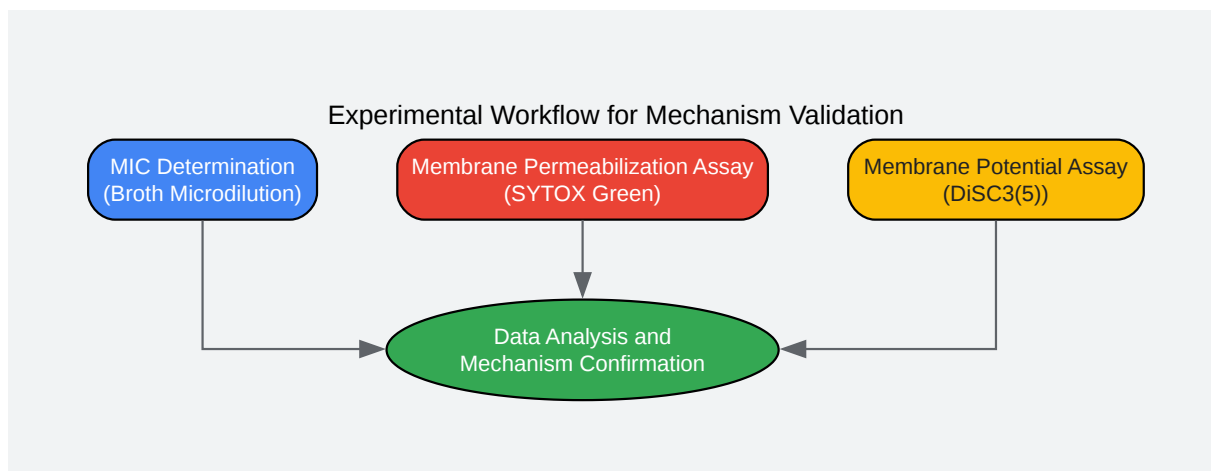 Experimental Workflow for Mechanism Validation
MIC Determination
(Broth Microdilution)
Membrane Permeabilization Assay
(SYTOX Green)
Membrane Potential Assay
(DiSC3(5))
Data Analysis and
Mechanism Confirmation